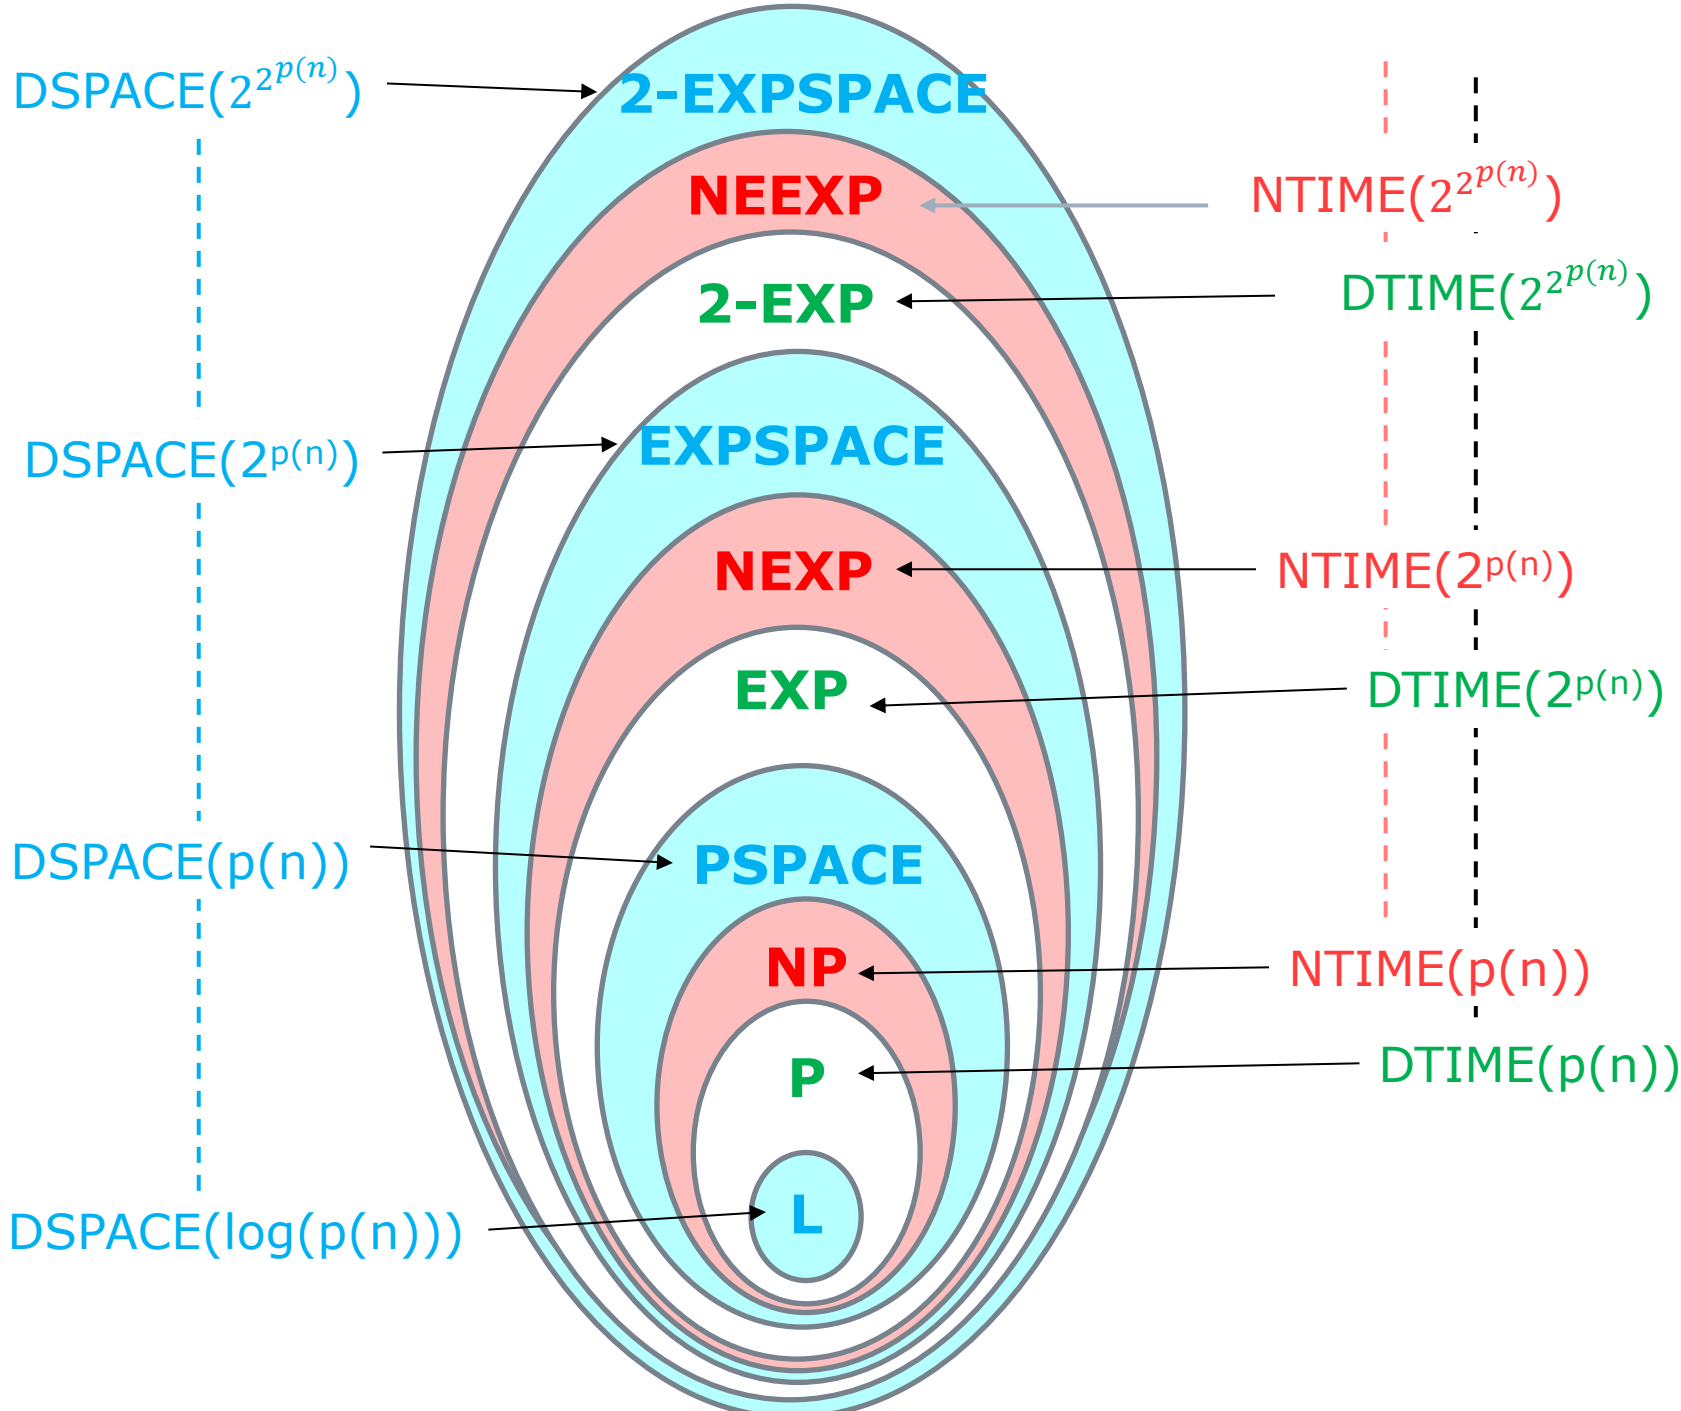 DSPACE(2^{2^{p(n)}})
2-EXPSPACE
NEEXP
NTIME(2^{2^{p(n)}})
2-EXP
DTIME(2^{2^{p(n)}})
DSPACE(2^{p(n)})
EXPSPACE
NEXP
NTIME(2^{p(n)})
EXP
DTIME(2^{p(n)})
DSPACE(p(n))
PSPACE
NP
NTIME(p(n))
P
DTIME(p(n))
DSPACE(log(p(n)))
L